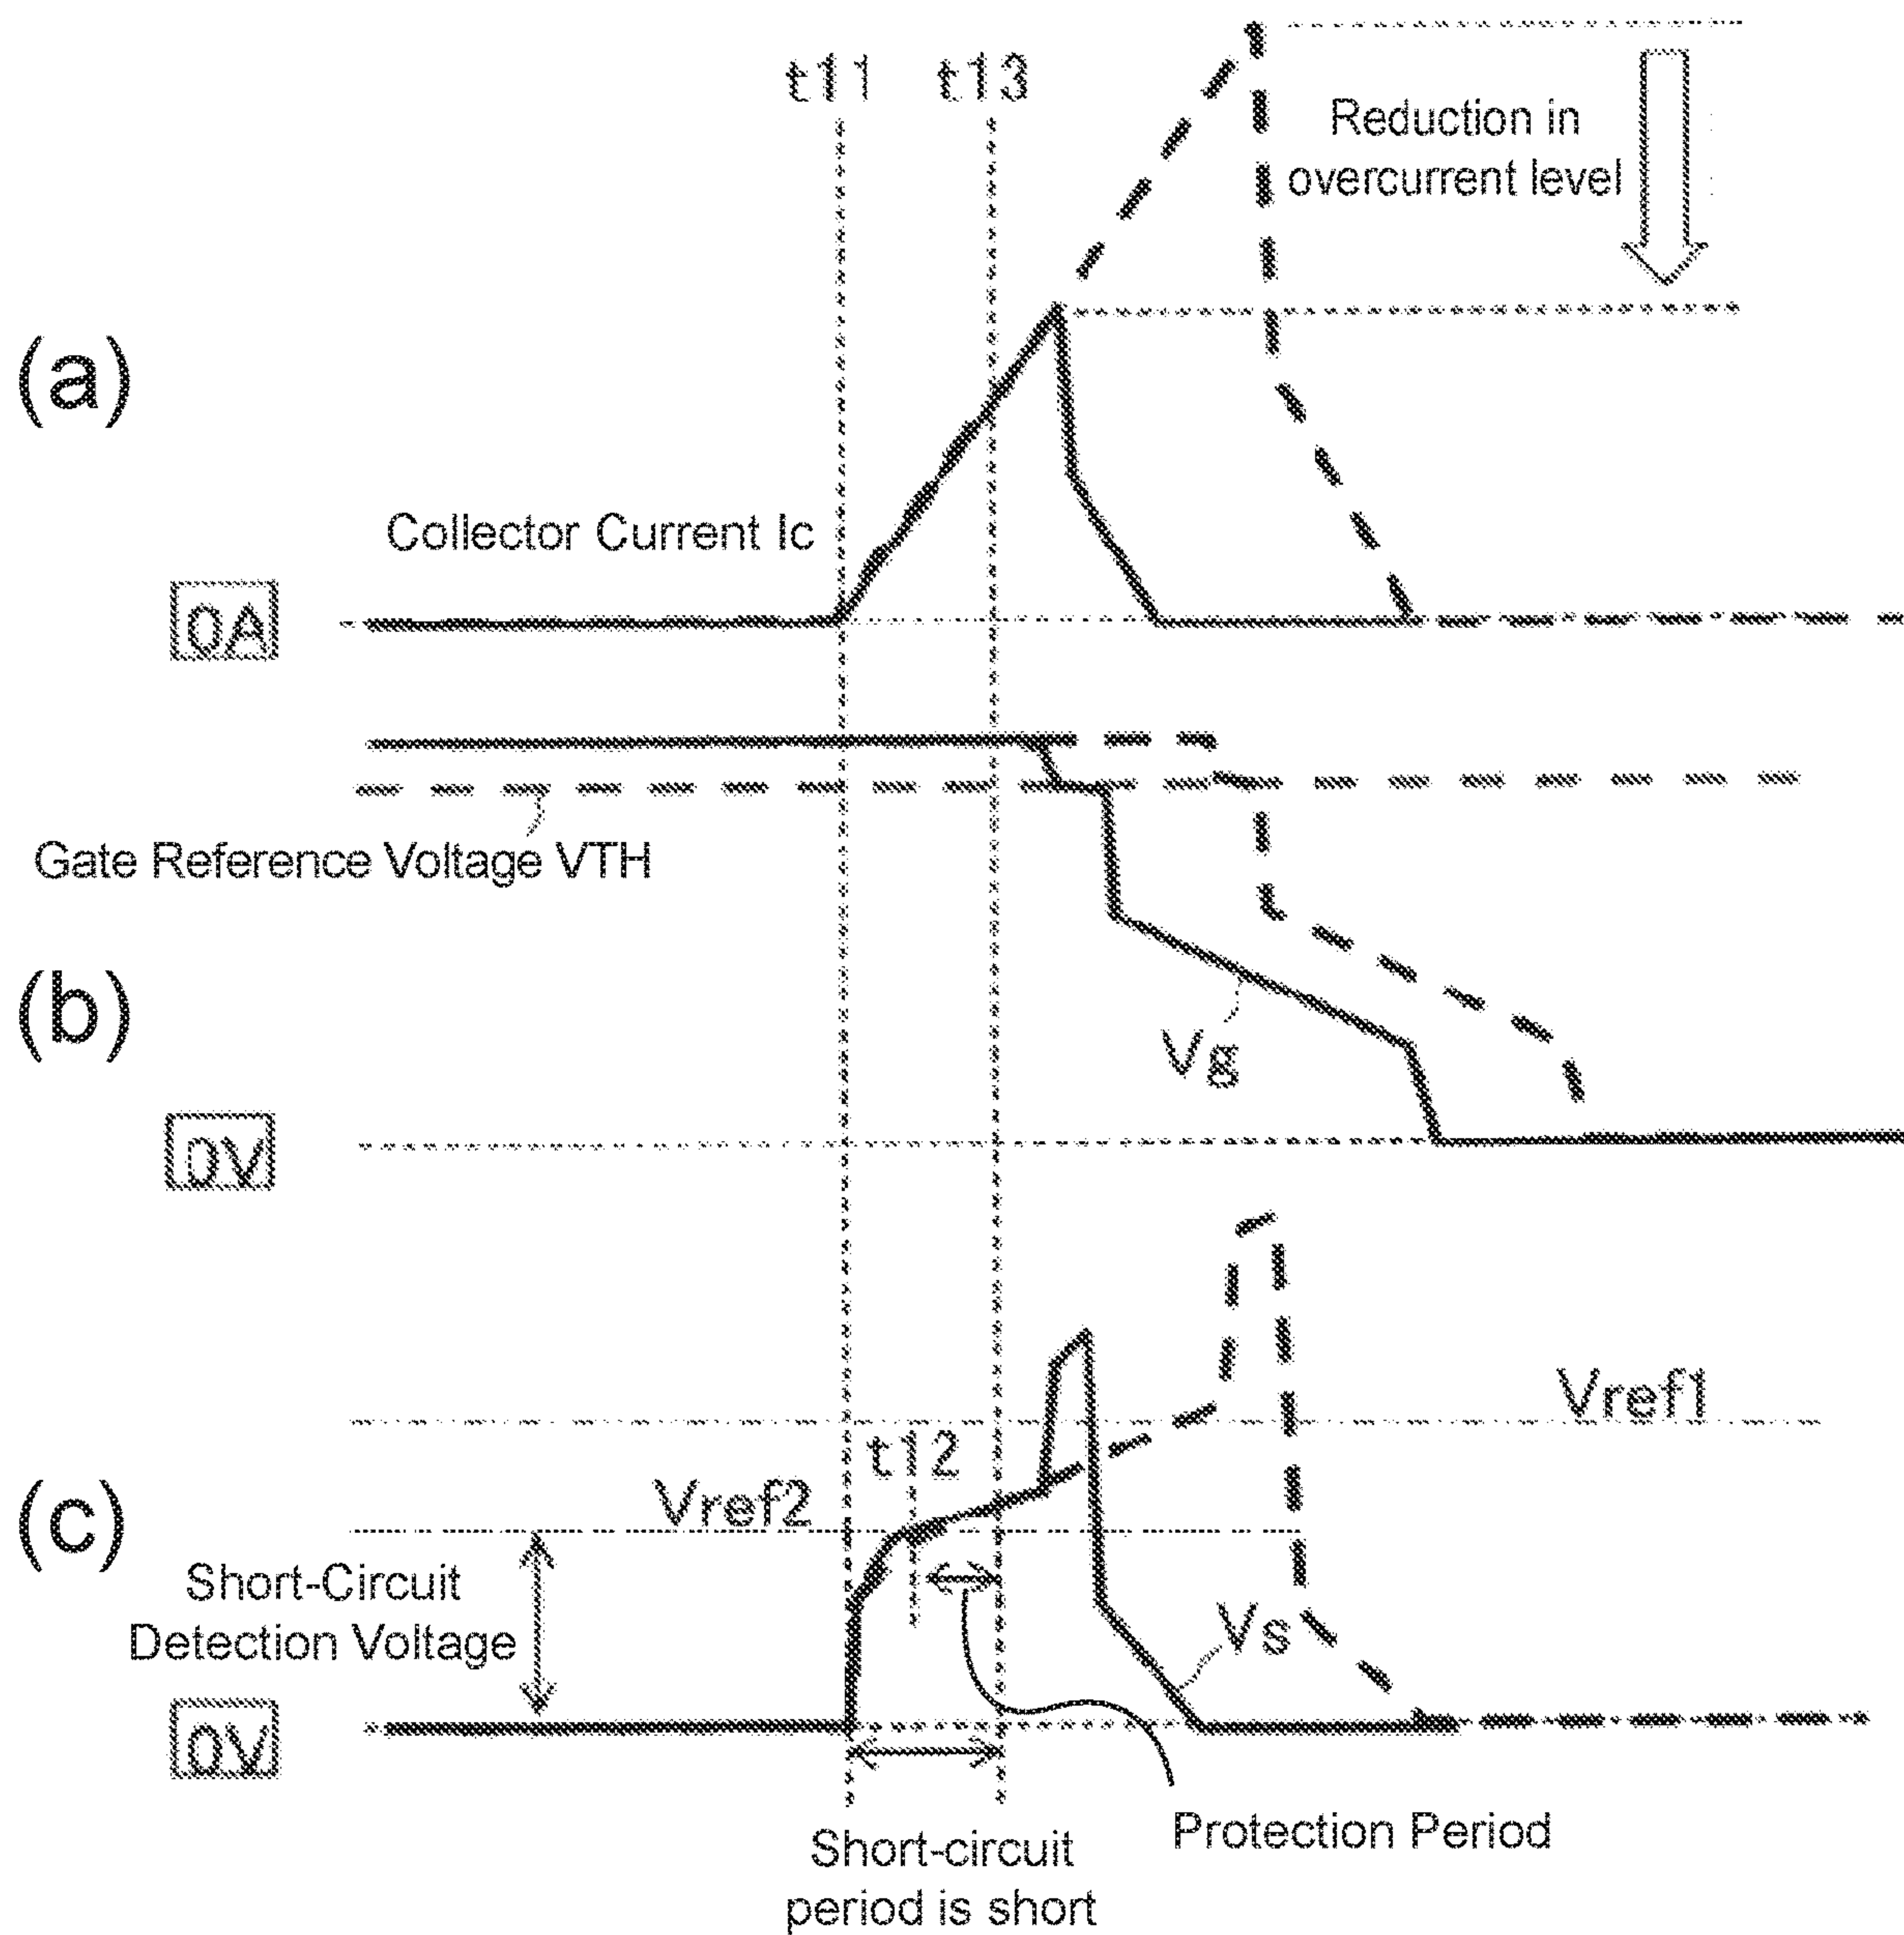 t11
t13
Reduction in
overcurrent level
(a)
Collector Current Ic
0A
Gate Reference Voltage VTH
(b)
Vg
0V
Vref1
t12
Vref2
(c)
Short-Circuit
Detection Voltage
Vs
0V
Protection Period
Short-circuit
period is short